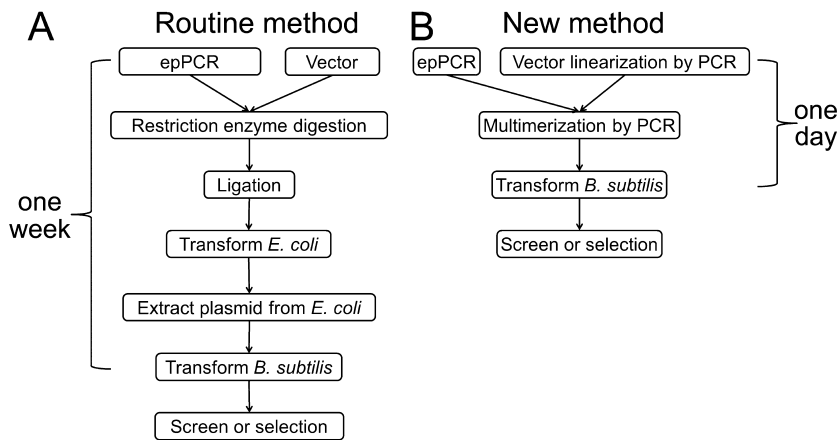 A
Routine method
epPCR
Vector
Restriction enzyme digestion
Ligation
Transform E. coli
Extract plasmid from E. coli
Transform B. subtilis
Screen or selection
one
week
B
New method
epPCR
Vector linearization by PCR
Multimerization by PCR
Transform B. subtilis
Screen or selection
one
day